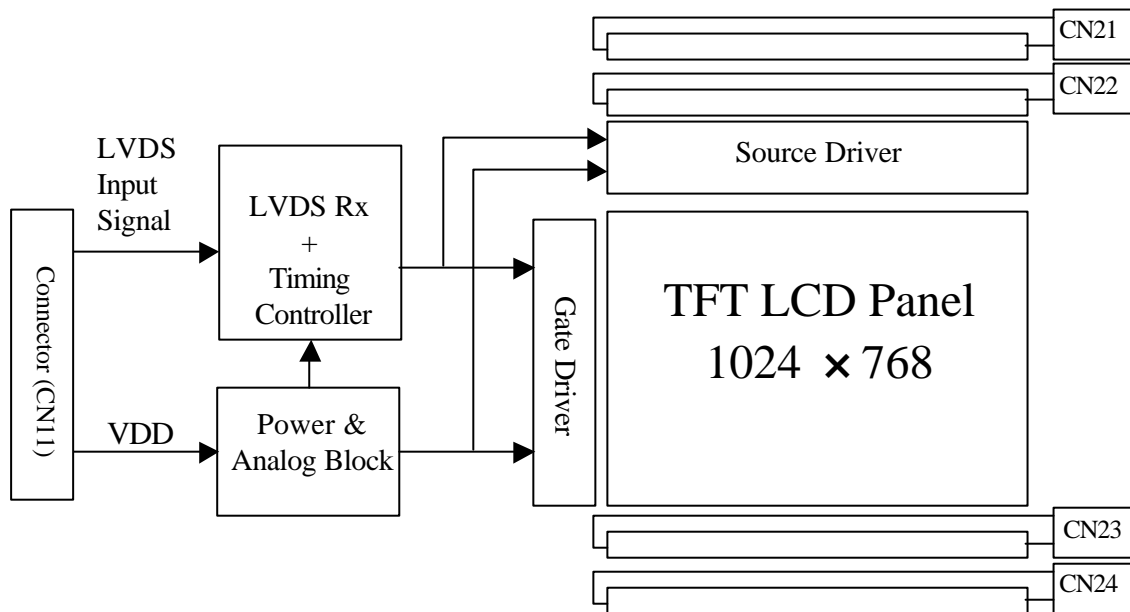 CN21
CN22
LVDS
Input
Signal
Source Driver
LVDS Rx
+
Timing
Controller
Connector (CN11)
Gate Driver
TFT LCD Panel
1024 × 768
VDD
Power &
Analog Block
CN23
CN24